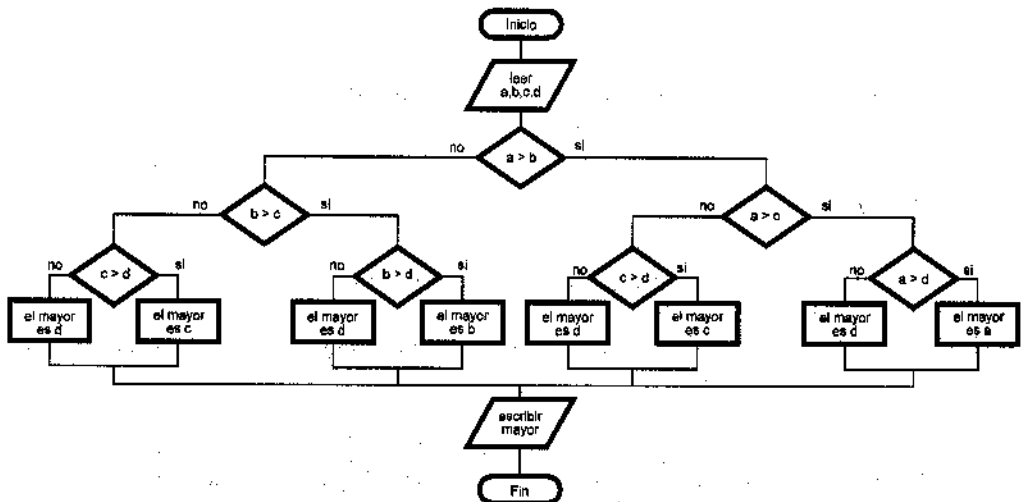 Inicio
leer
a,b,c,d
no
a > b
si
no
b > c
si
no
a > c
si
no
c > d
si
no
b > d
si
no
c > d
si
no
a > d
si
el mayor
es d
el mayor
es c
el mayor
es d
el mayor
es b
el mayor
es d
el mayor
es c
el mayor
es d
el mayor
es a
escribir
mayor
Fin